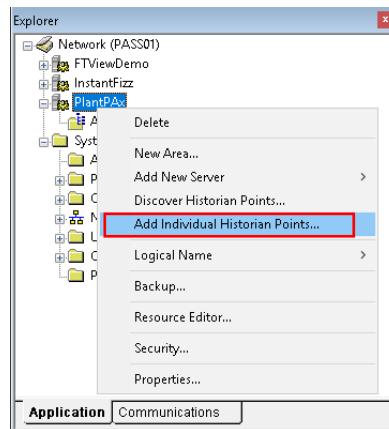 Explorer
Network (PASS01)
FTViewDemo
InstantFizz
PlantPAx
A
Delete
Syst
New Area...
A
Add New Server
P
Discover Historian Points...
C
Add Individual Historian Points...
N
L
Logical Name
C
Backup...
P
Resource Editor...
Security...
Properties...
Application
Communications